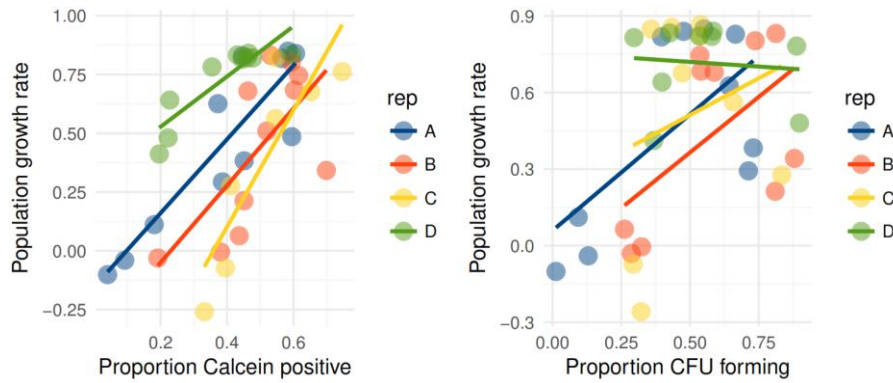 1.00
0.75
0.50
0.25
0.00
-0.25
Population growth rate
0.2 0.4 0.6
Proportion Calcein positive
rep
A
B
C
D
0.9
0.6
0.3
0.0
-0.3
Population growth rate
0.00 0.25 0.50 0.75
Proportion CFU forming
rep
A
B
C
D